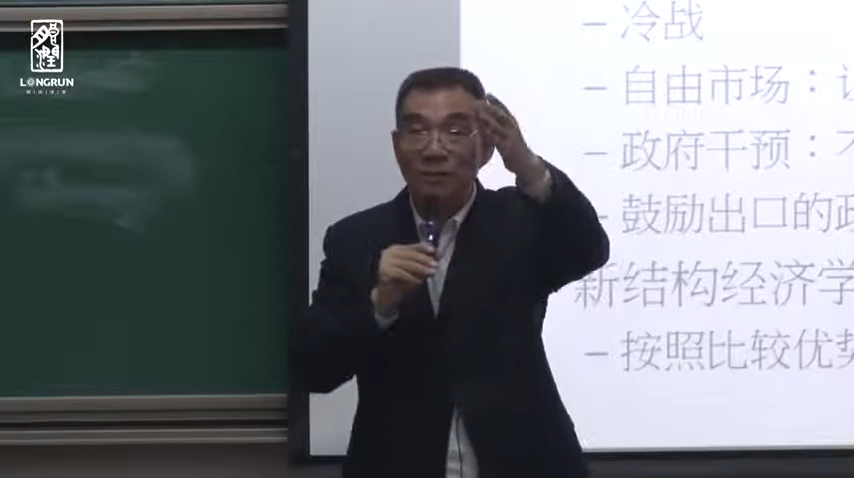 LONGRUN
– 冷战
– 自由市场：
– 政府干预：
– 鼓励出口的
新结构经济学
– 按照比较优